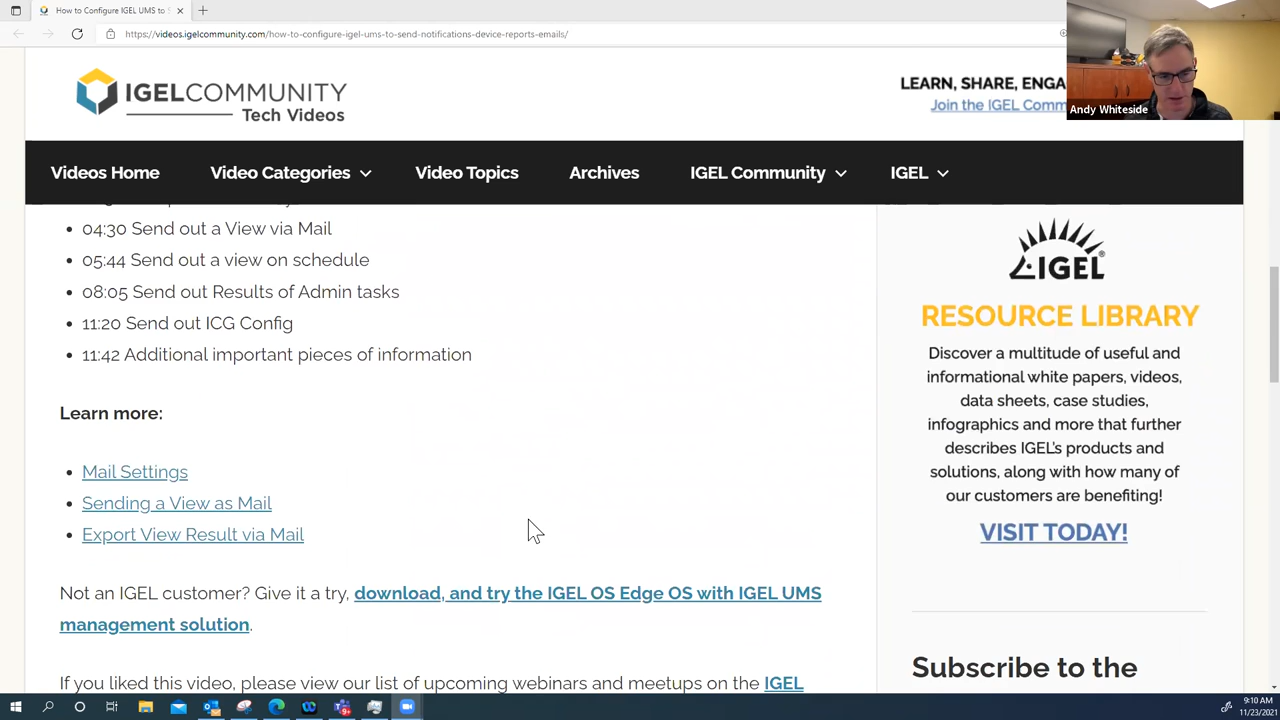 How to Configure IGEL UMS to S
https://videos.igelcommunity.com/how-to-configure-igel-ums-to-send-notifications-device-reports-emails/
Andy Whiteside
IGELCOMMUNITY
Tech Videos
LEARN, SHARE, ENGA
Join the IGEL Comm
Videos Home
Video Categories
Video Topics
Archives
IGEL Community
IGEL
04:30 Send out a View via Mail
05:44 Send out a view on schedule
08:05 Send out Results of Admin tasks
11:20 Send out ICG Config
11:42 Additional important pieces of information
Learn more:
Mail Settings
Sending a View as Mail
Export View Result via Mail
Not an IGEL customer? Give it a try, download, and try the IGEL OS Edge OS with IGEL UMS
management solution.
If you liked this video, please view our list of upcoming webinars and meetups on the IGEL
IGEL®
RESOURCE LIBRARY
Discover a multitude of useful and
informational white papers, videos,
data sheets, case studies,
infographics and more that further
describes IGEL's products and
solutions, along with how many of
our customers are benefiting!
VISIT TODAY!
Subscribe to the
9:10 AM
11/23/2021